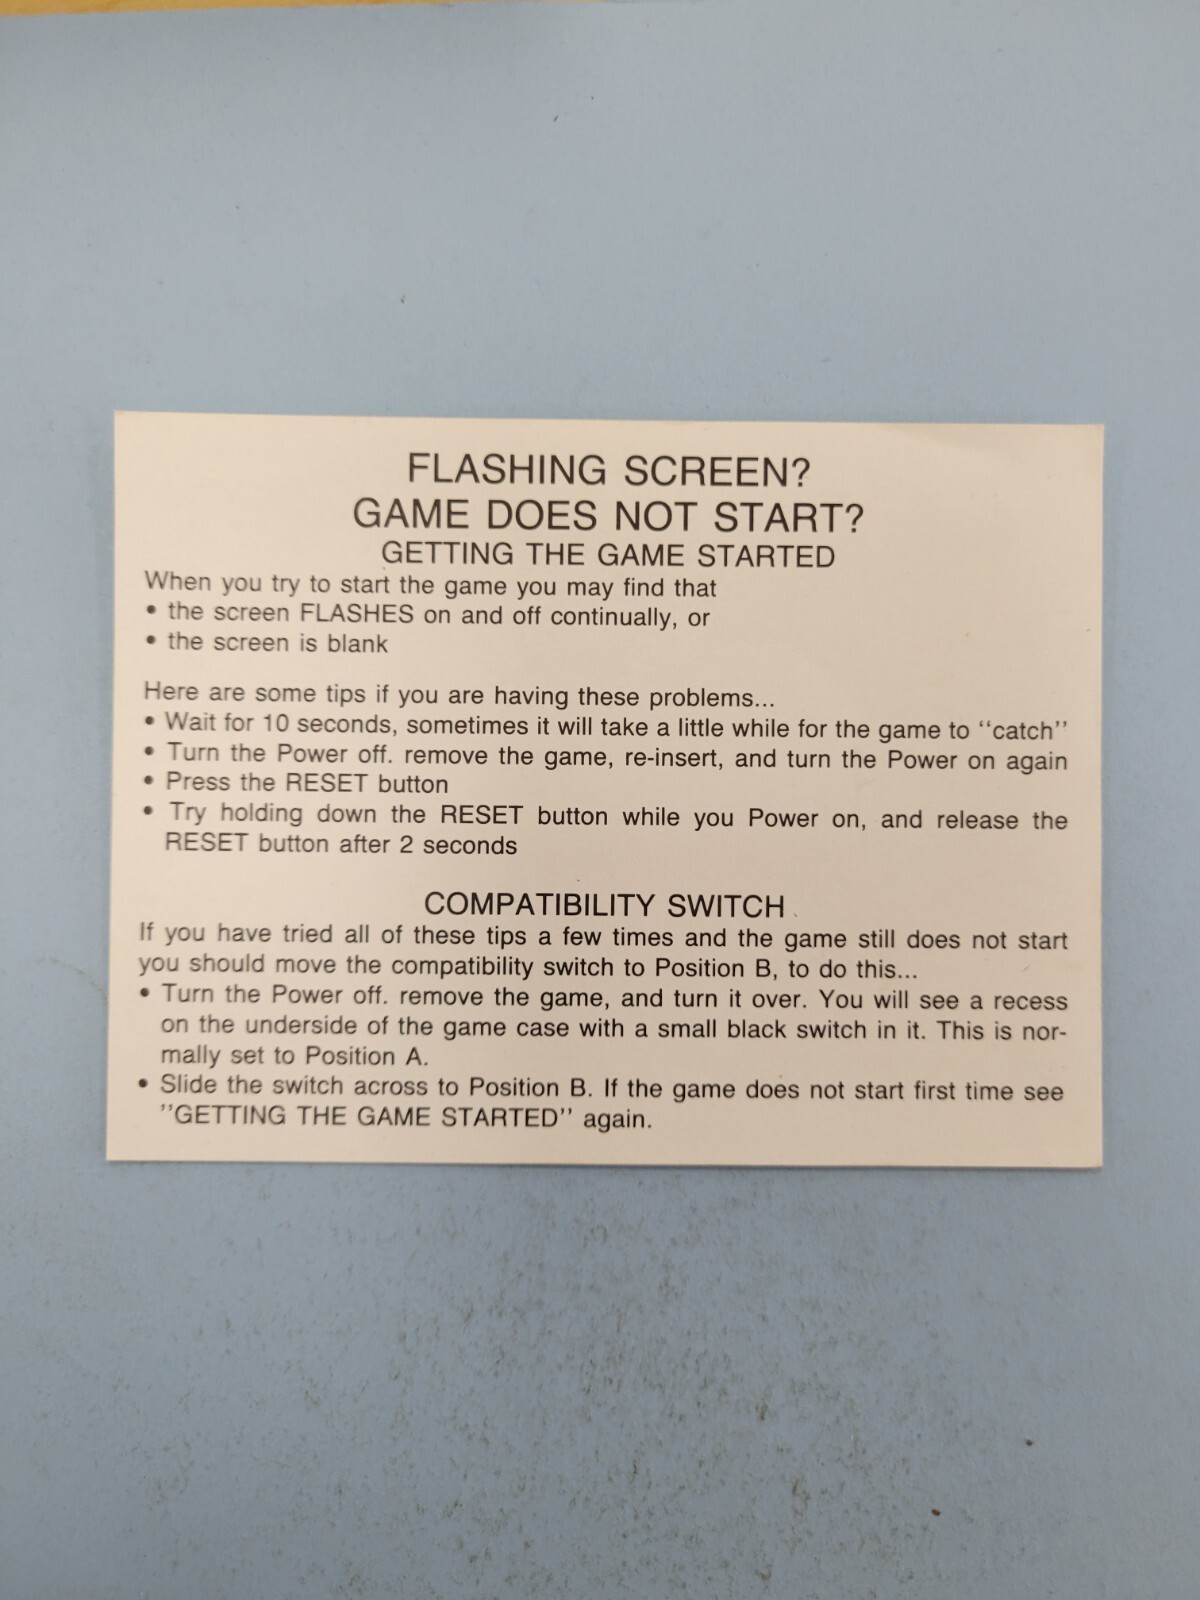 FLASHING SCREEN?
GAME DOES NOT START?
GETTING THE GAME STARTED
When you try to start the game you may find that
• the screen FLASHES on and off continually, or
• the screen is blank
Here are some tips if you are having these problems...
• Wait for 10 seconds, sometimes it will take a little while for the game to ‘‘catch’’
• Turn the Power off. remove the game, re-insert, and turn the Power on again
• Press the RESET button
• Try holding down the RESET button while you Power on, and release the
RESET button after 2 seconds
COMPATIBILITY SWITCH
If you have tried all of these tips a few times and the game still does not start
you should move the compatibility switch to Position B, to do this...
• Turn the Power off. remove the game, and turn it over. You will see a recess
on the underside of the game case with a small black switch in it. This is nor-
mally set to Position A.
• Slide the switch across to Position B. If the game does not start first time see
’’GETTING THE GAME STARTED’’ again.